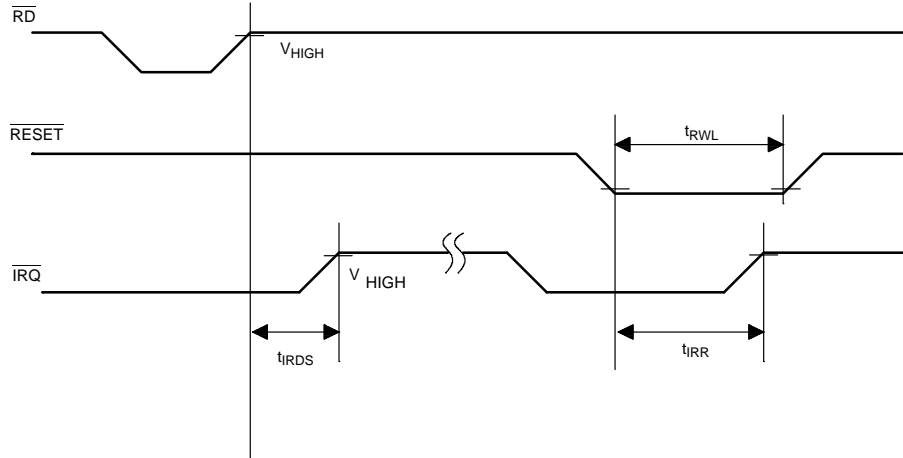 RD
VHIGH
RESET
tRWL
IRQ
V HIGH
tIRDS
tIRR